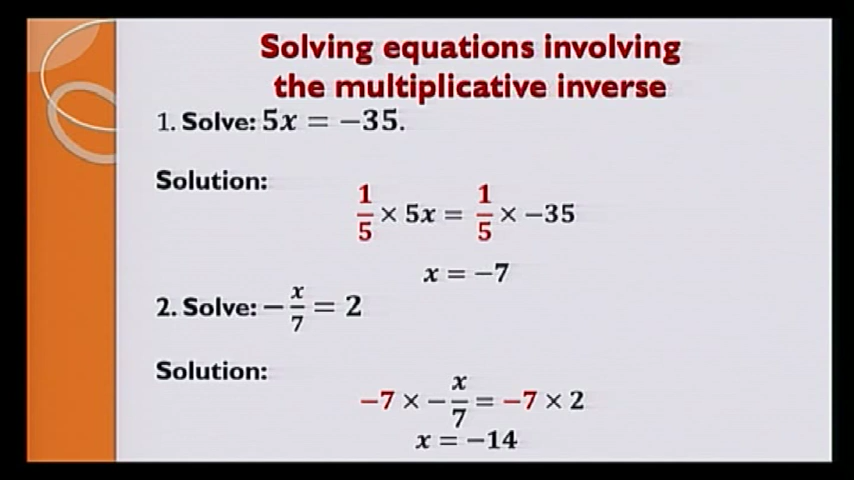 Solving equations involving
the multiplicative inverse
1. Solve: 5x = −35.
Solution:
1/5 × 5x = 1/5 × −35
x = −7
2. Solve: −x/7 = 2
Solution:
−7 × −x/7 = −7 × 2
x = −14